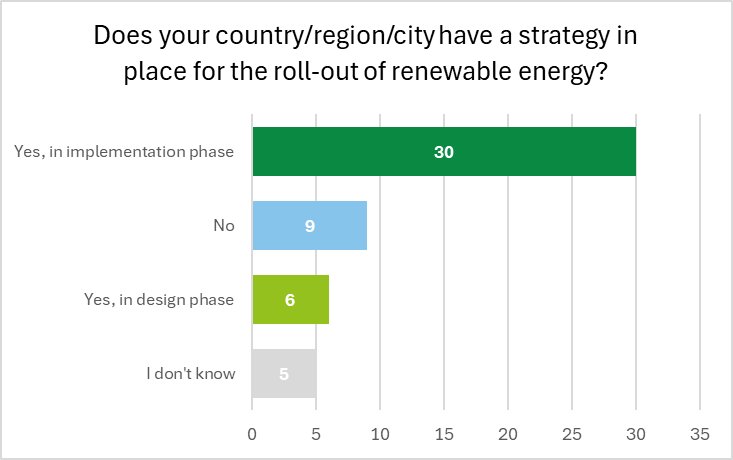 Does your country/region/city have a strategy in
place for the roll-out of renewable energy?
Yes, in implementation phase
30
No
9
Yes, in design phase
6
I don't know
5
0 5 10 15 20 25 30 35